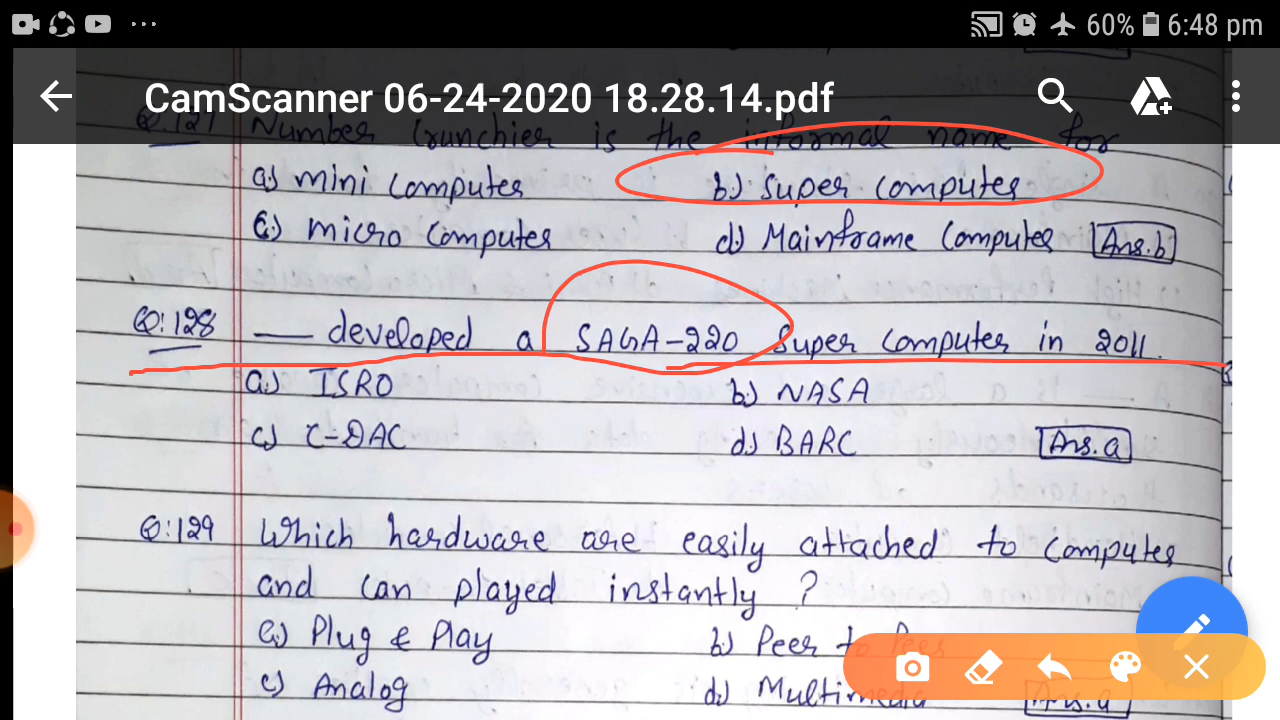 ··· 60% 6:48 pm
CamScanner 06-24-2020 18.28.14.pdf
Q.127 Number Crunchier is the informal name for
a.) mini Computer b.) Super computer
c.) micro Computer d.) Mainframe Computer Ans.b
Q:128 — developed a SAGA-220 Super Computer in 2011.
a.) ISRO b.) NASA
c.) C-DAC d.) BARC Ans.a
Q:129 Which hardware are easily attached to Computer
and can played instantly ?
a.) Plug & Play b.) Peer to Peer
c.) Analog d.) Multimedia Ans.a